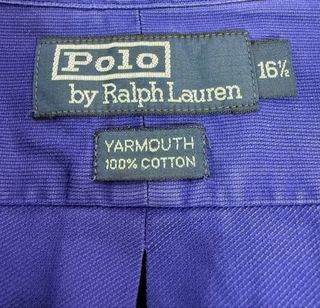 Polo
by Ralph Lauren
16½
YARMOUTH
100% COTTON